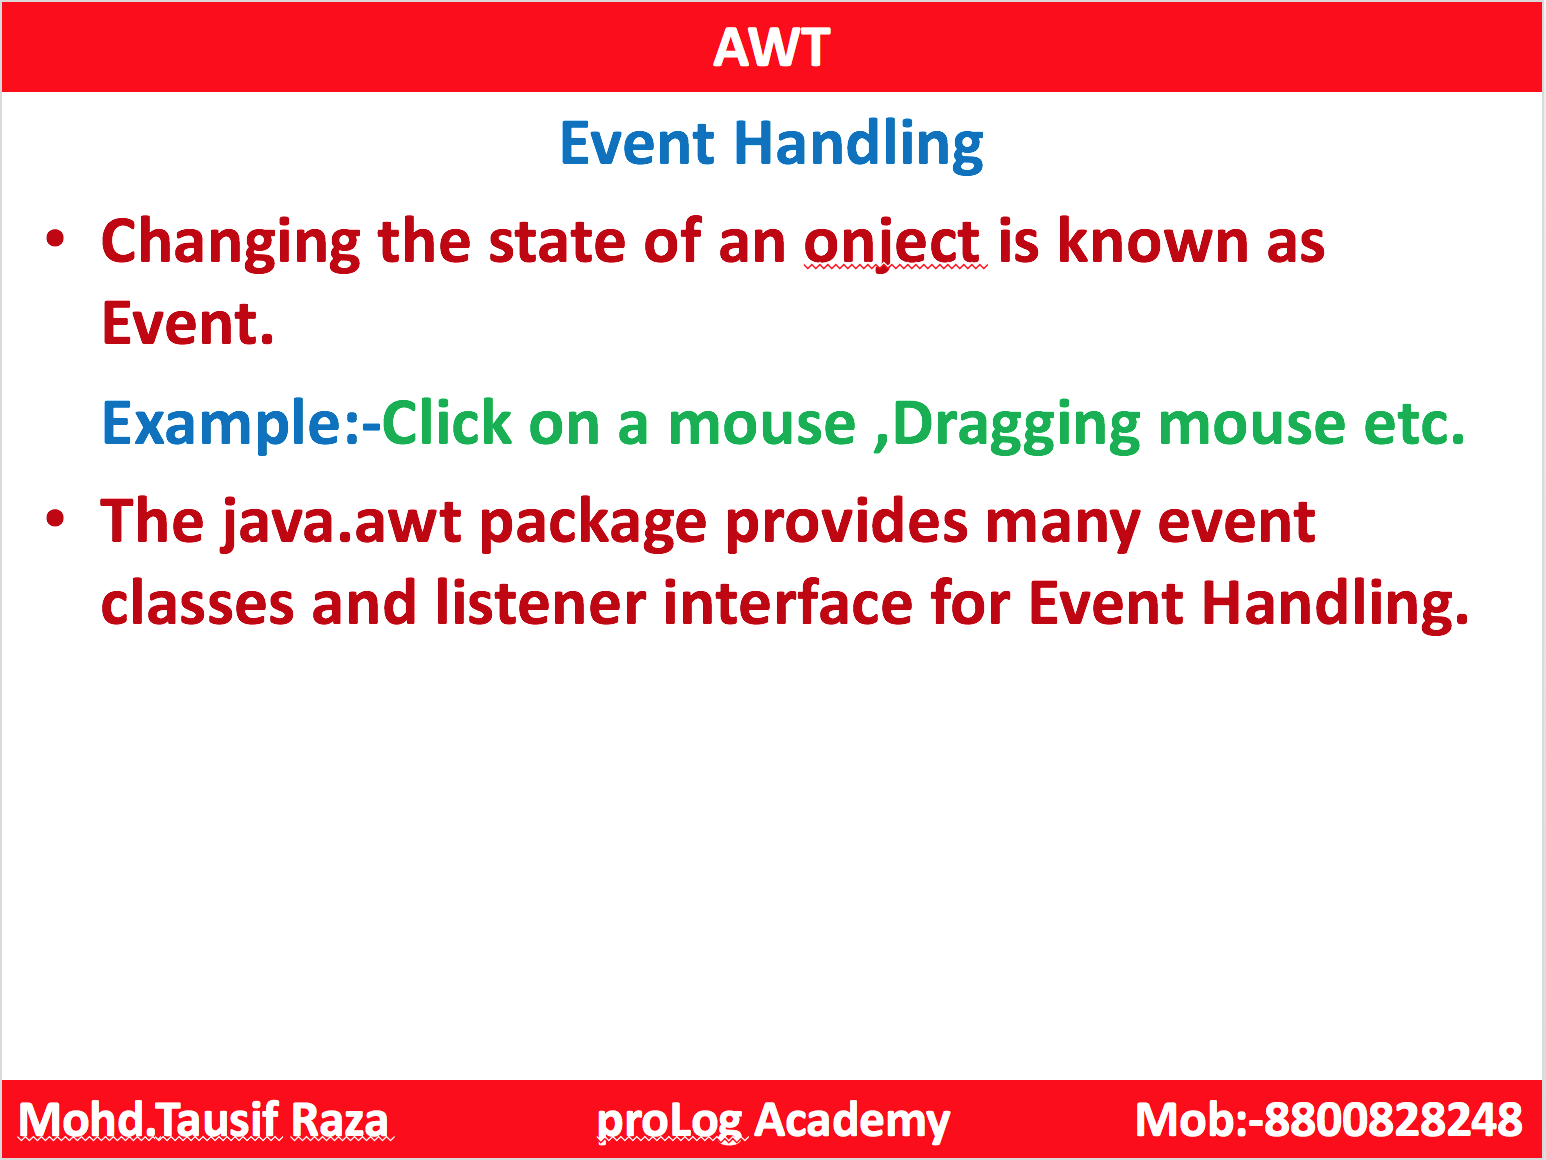 AWT
Event Handling
• Changing the state of an onject is known as
Event.
Example:-Click on a mouse ,Dragging mouse etc.
• The java.awt package provides many event
classes and listener interface for Event Handling.
Mohd.Tausif Raza proLog Academy Mob:-8800828248